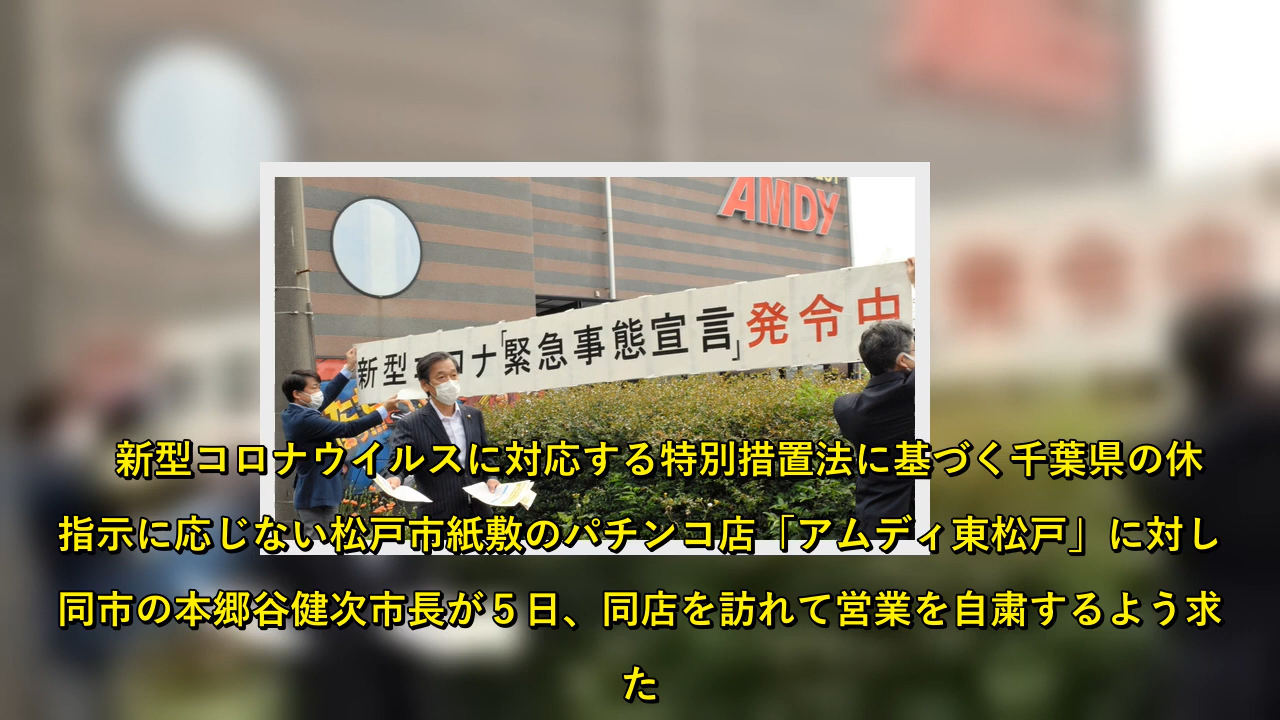 AMDY
新型コロナ「緊急事態宣言」発令中
新型コロナウイルスに対応する特別措置法に基づく千葉県の休
指示に応じない松戸市紙敷のパチンコ店「アムディ東松戸」に対し
同市の本郷谷健次市長が５日、同店を訪れて営業を自粛するよう求
た